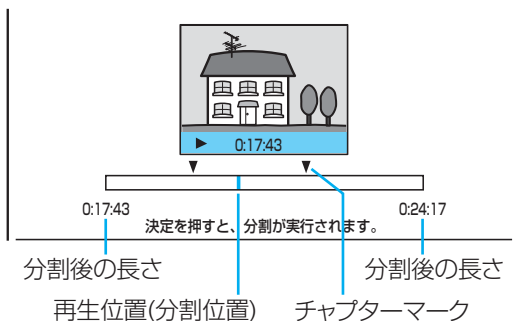 0:17:43
0:17:43
0:24:17
決定を押すと、分割が実行されます。
分割後の長さ
分割後の長さ
再生位置(分割位置)
チャプターマーク